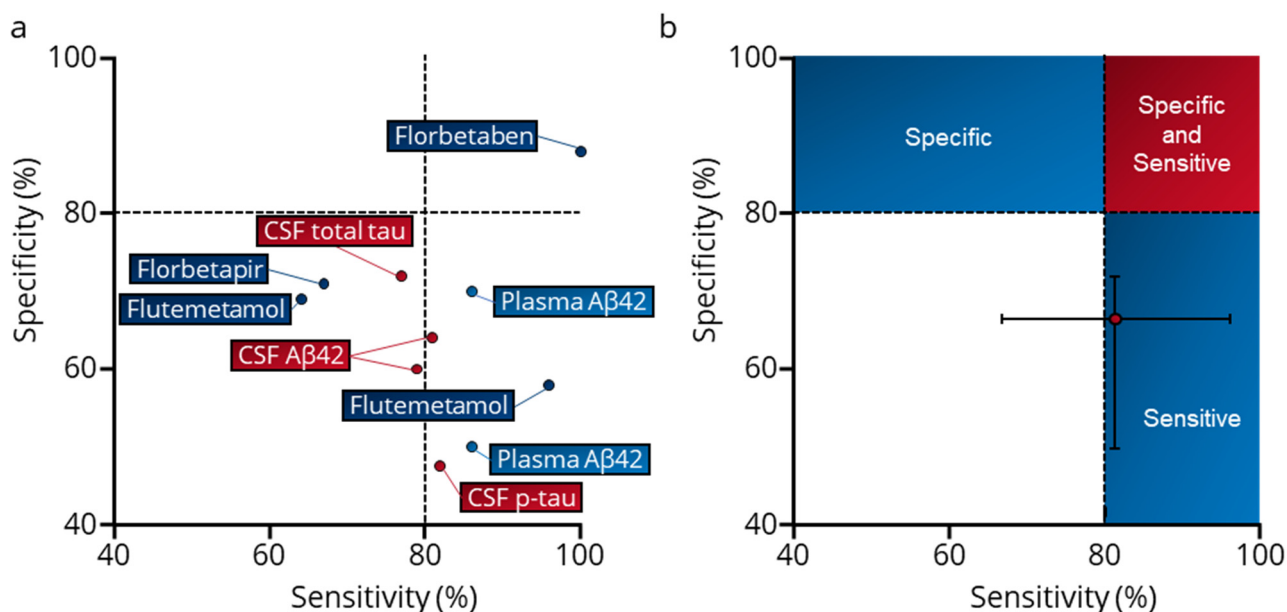 a
Specificity (%)
100
80
60
40
40
60
80
100
Sensitivity (%)
Florbetaben
CSF total tau
Florbetapir
Flutemetamol
Plasma Aβ42
CSF Aβ42
Flutemetamol
Plasma Aβ42
CSF p-tau
b
Specificity (%)
100
80
60
40
40
60
80
100
Sensitivity (%)
Specific
Specific
and
Sensitive
Sensitive